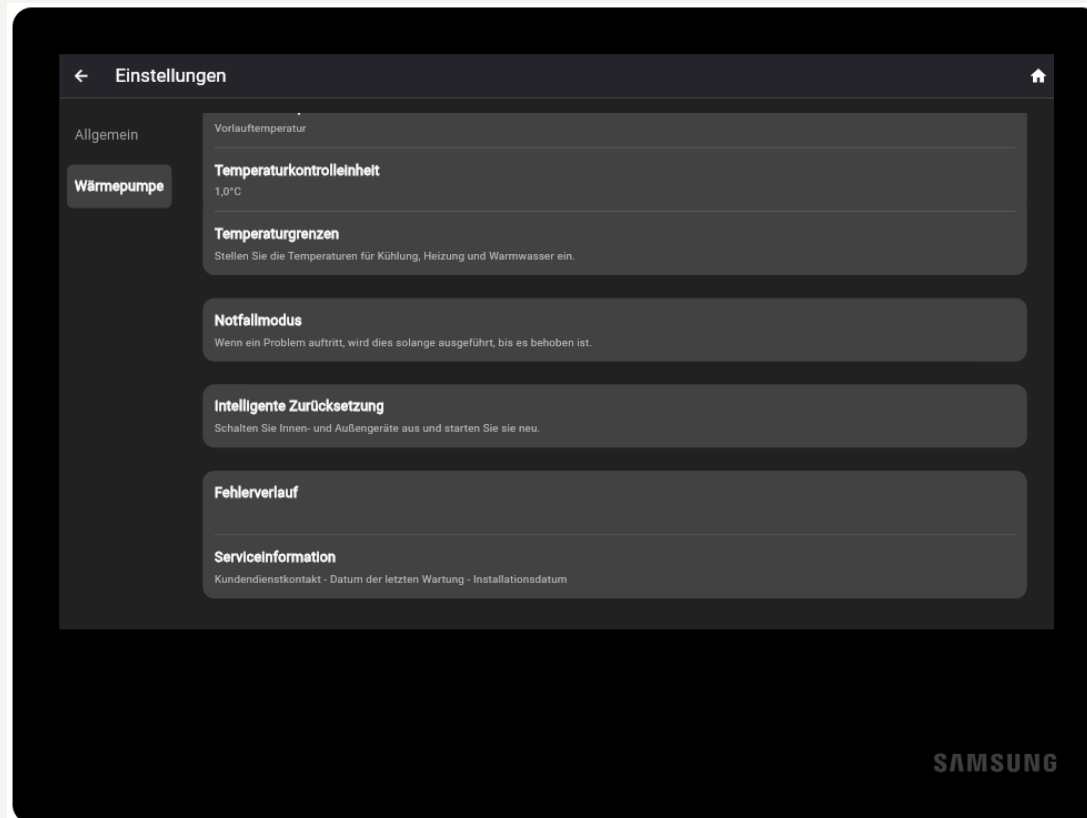 Einstellungen
Allgemein
Wärmepumpe
Vorlauftemperatur
Temperaturkontrolleinheit
1,0°C
Temperaturgrenzen
Stellen Sie die Temperaturen für Kühlung, Heizung und Warmwasser ein.
Notfallmodus
Wenn ein Problem auftritt, wird dies solange ausgeführt, bis es behoben ist.
Intelligente Zurücksetzung
Schalten Sie Innen- und Außengeräte aus und starten Sie sie neu.
Fehlerverlauf
Serviceinformation
Kundendienstkontakt - Datum der letzten Wartung - Installationsdatum
SAMSUNG